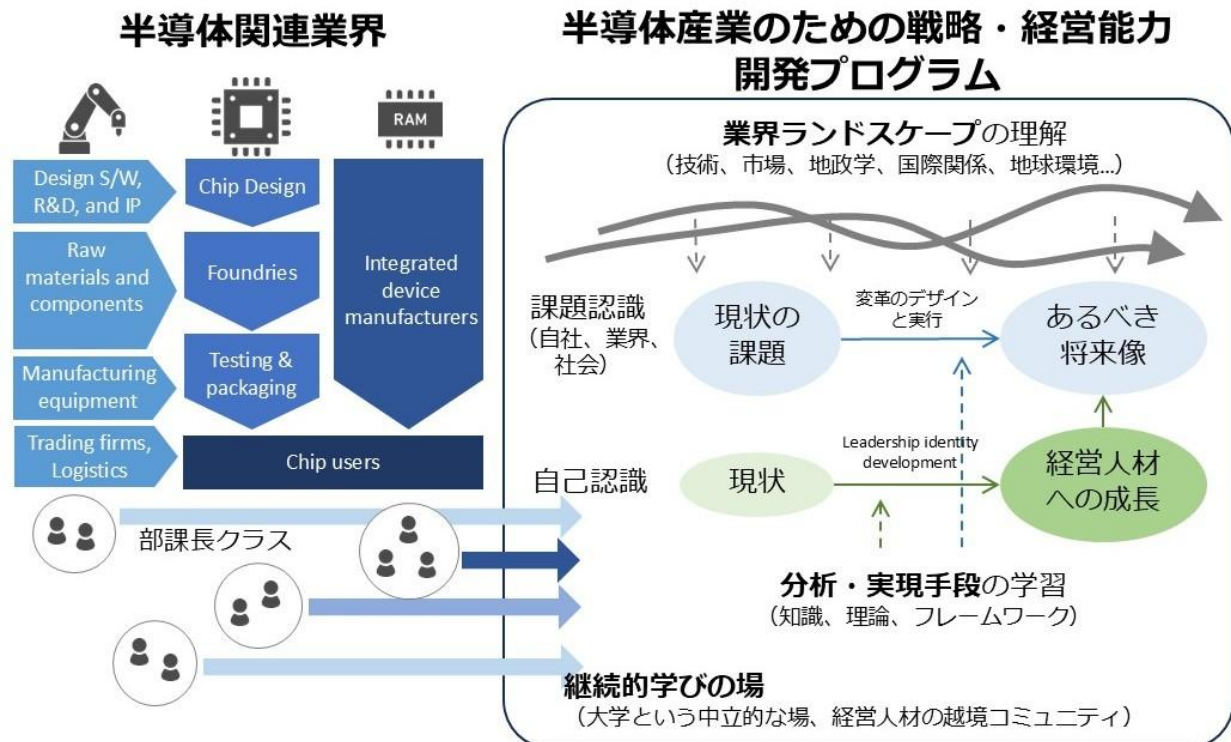 半導体関連業界
RAM
Design S/W,
R&D, and IP
Chip Design
Raw
materials and
components
Foundries
Integrated
device
manufacturers
Manufacturing
equipment
Testing &
packaging
Trading firms,
Logistics
Chip users
部課長クラス
半導体産業のための戦略・経営能力
開発プログラム
業界ランドスケープの理解
（技術、市場、地政学、国際関係、地球環境...）
課題認識
（自社、業界、
社会）
現状の
課題
変革のデザイン
と実行
あるべき
将来像
自己認識
現状
Leadership identity
development
経営人材
への成長
分析・実現手段の学習
（知識、理論、フレームワーク）
継続的学びの場
（大学という中立的な場、経営人材の越境コミュニティ）